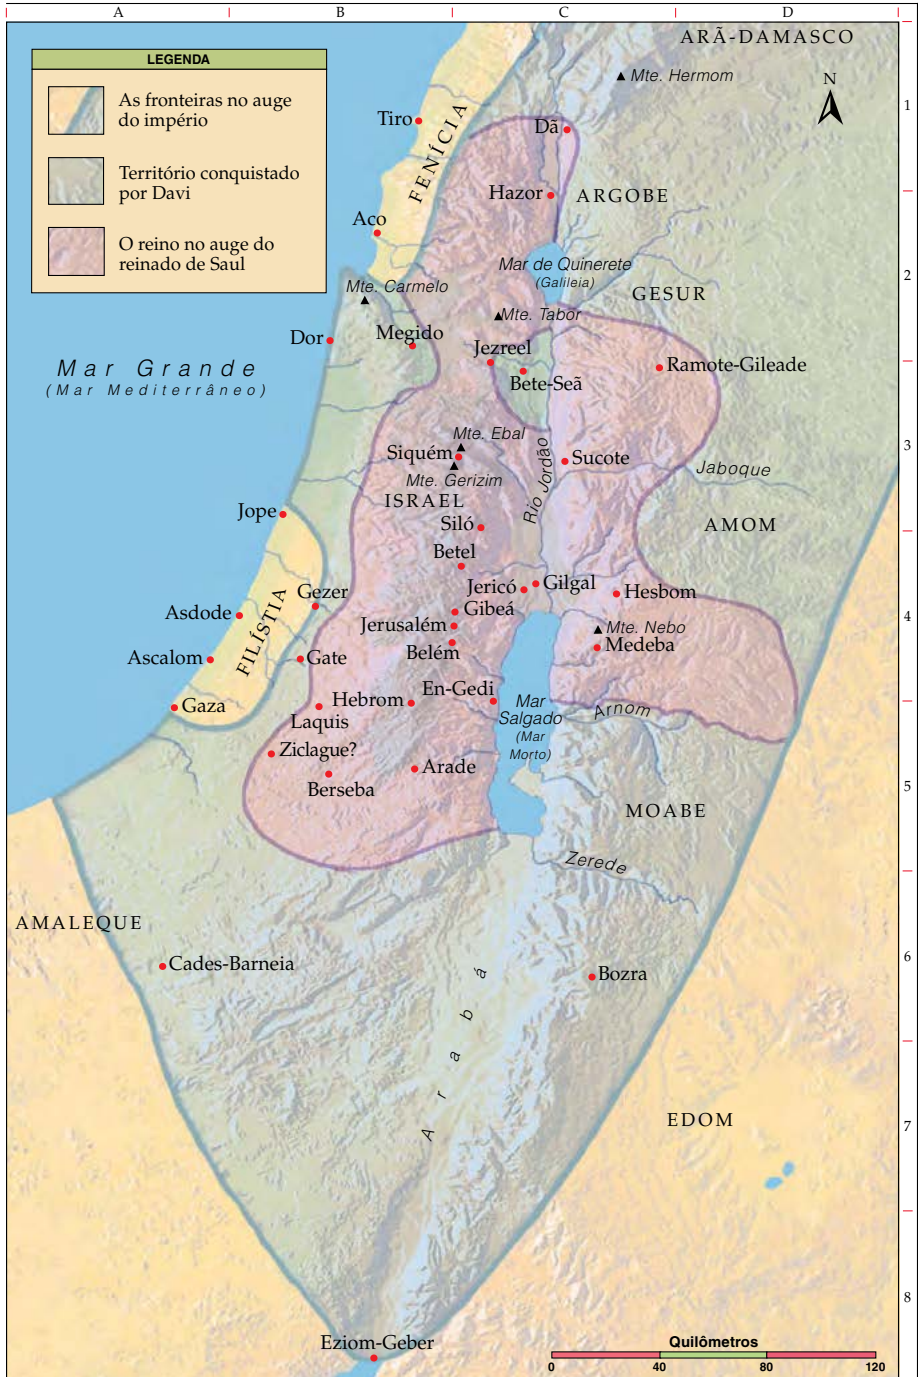 A B C D
LEGENDA
As fronteiras no auge
do império
Território conquistado
por Davi
O reino no auge do
reinado de Saul
ARÃ-DAMASCO
Mte. Hermom
N
1
Tiro
FENÍCIA
Dã
Hazor
ARGOBE
Aco
Mar de Quinerete
(Galileia)
2
Mte. Carmelo
GESUR
Mte. Tabor
Dor
Megido
Jezreel
Mar Grande
(Mar Mediterrâneo)
Ramote-Gileade
Bete-Seã
Mte. Ebal
3
Siquém
Sucote
Mte. Gerizim
Jaboque
Rio Jordão
ISRAEL
Jope
Siló
AMOM
Betel
Jericó
Gilgal
Hesbom
Gezer
Gibeá
Asdode
FILÍSTIA
Jerusalém
Mte. Nebo
4
Belém
Medeba
Ascalom
Gate
En-Gedi
Hebrom
Gaza
Laquis
Mar
Salgado
(Mar
Morto)
Arnom
Ziclague?
Arade
Berseba
5
MOABE
Zerede
AMALEQUE
Cades-Barneia
6
Bozra
Arabá
EDOM
7
8
Eziom-Geber
Quilômetros
0 40 80 120